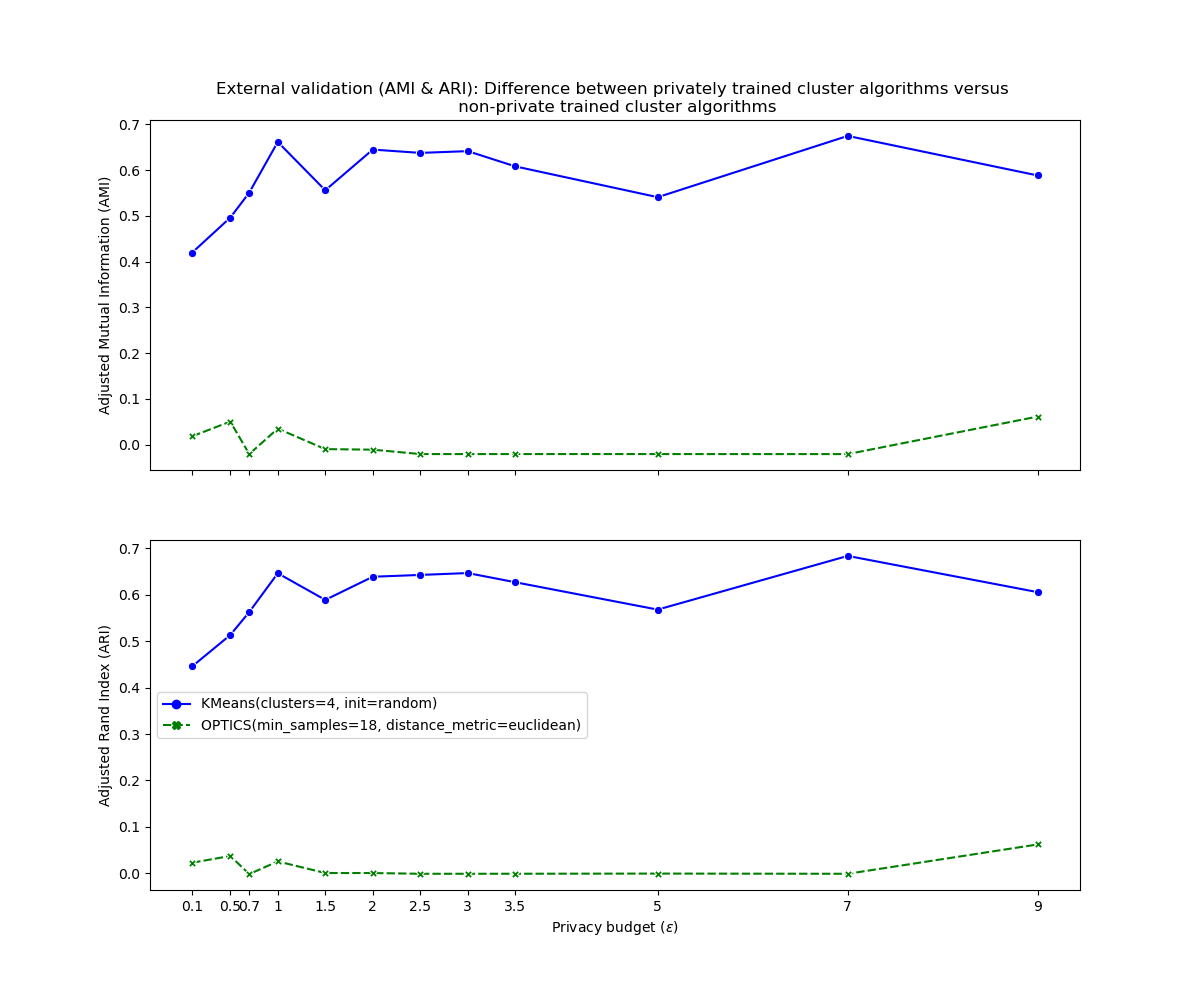 External validation (AMI & ARI): Difference between privately trained cluster algorithms versus
non-private trained cluster algorithms
Adjusted Mutual Information (AMI)
0.7
0.6
0.5
0.4
0.3
0.2
0.1
0.0
Adjusted Rand Index (ARI)
0.7
0.6
0.5
0.4
0.3
0.2
0.1
0.0
KMeans(clusters=4, init=random)
OPTICS(min_samples=18, distance_metric=euclidean)
0.1 0.5 0.7 1 1.5 2 2.5 3 3.5 5 7 9
Privacy budget (ε)